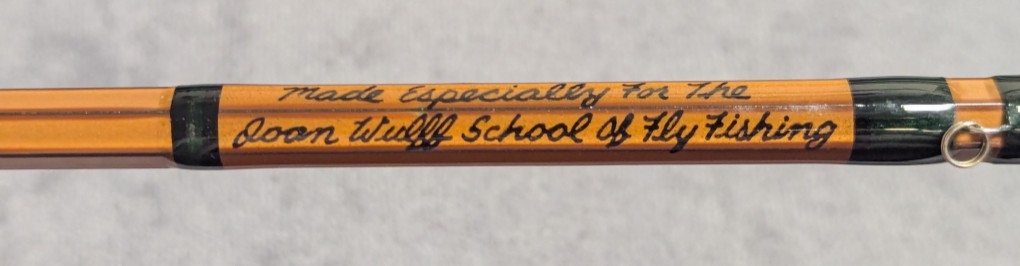 Made Especially For The
Joan Wulff School Of Fly Fishing